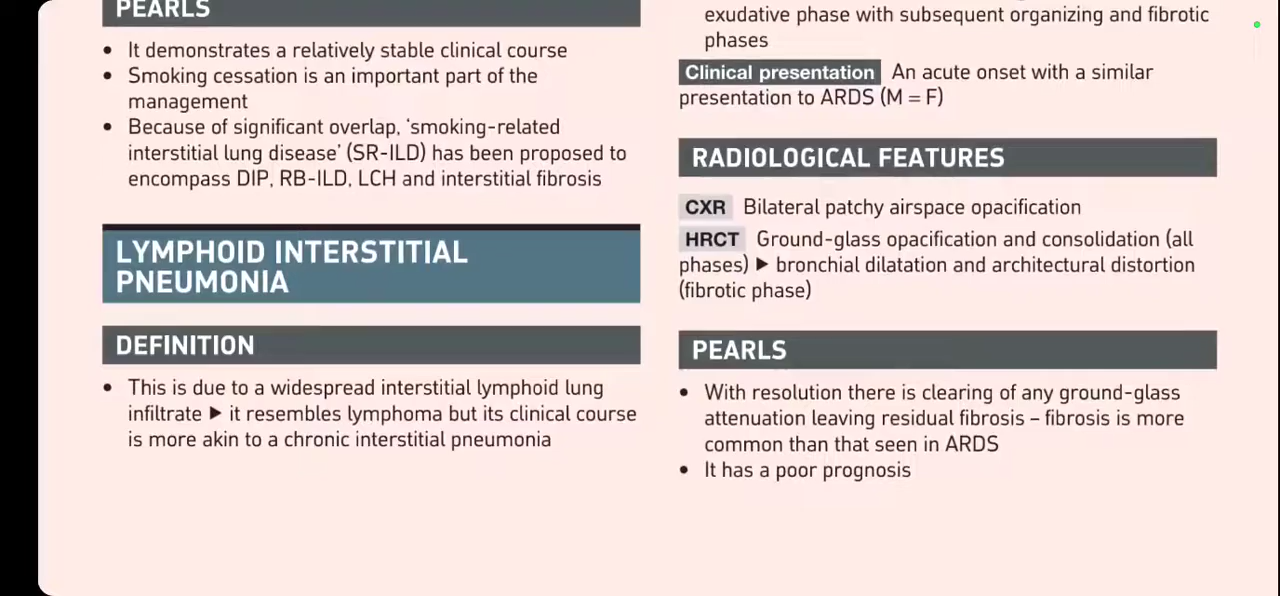 PEARLS
• It demonstrates a relatively stable clinical course
• Smoking cessation is an important part of the
management
• Because of significant overlap, ‘smoking-related
interstitial lung disease’ (SR-ILD) has been proposed to
encompass DIP, RB-ILD, LCH and interstitial fibrosis
LYMPHOID INTERSTITIAL
PNEUMONIA
DEFINITION
• This is due to a widespread interstitial lymphoid lung
infiltrate ▶ it resembles lymphoma but its clinical course
is more akin to a chronic interstitial pneumonia
exudative phase with subsequent organizing and fibrotic
phases
Clinical presentation An acute onset with a similar
presentation to ARDS (M = F)
RADIOLOGICAL FEATURES
CXR Bilateral patchy airspace opacification
HRCT Ground-glass opacification and consolidation (all
phases) ▶ bronchial dilatation and architectural distortion
(fibrotic phase)
PEARLS
• With resolution there is clearing of any ground-glass
attenuation leaving residual fibrosis – fibrosis is more
common than that seen in ARDS
• It has a poor prognosis